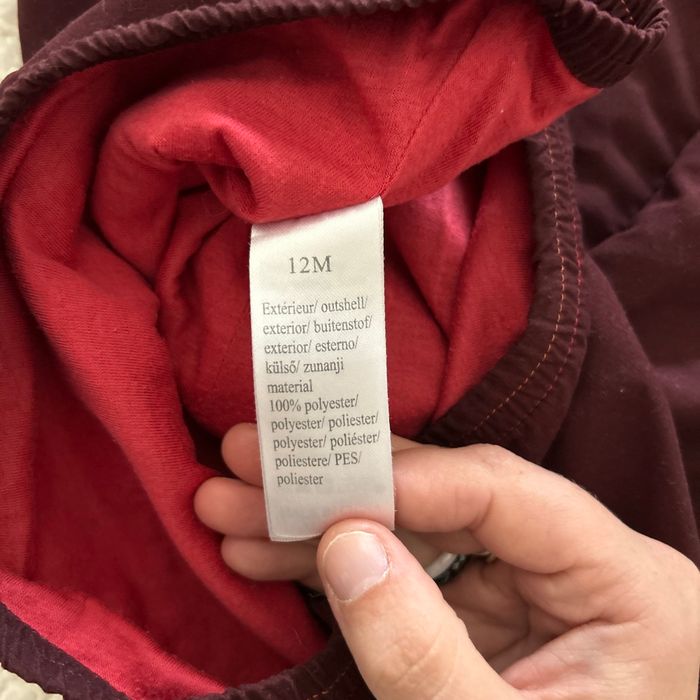 12M
Extérieur/ outshell/
exterior/ buitenstof/
exterior/ esterno/
külső/ zunanji
material
100% polyester/
polyester/ poliester/
polyester/ poliéster/
poliestere/ PES/
poliester